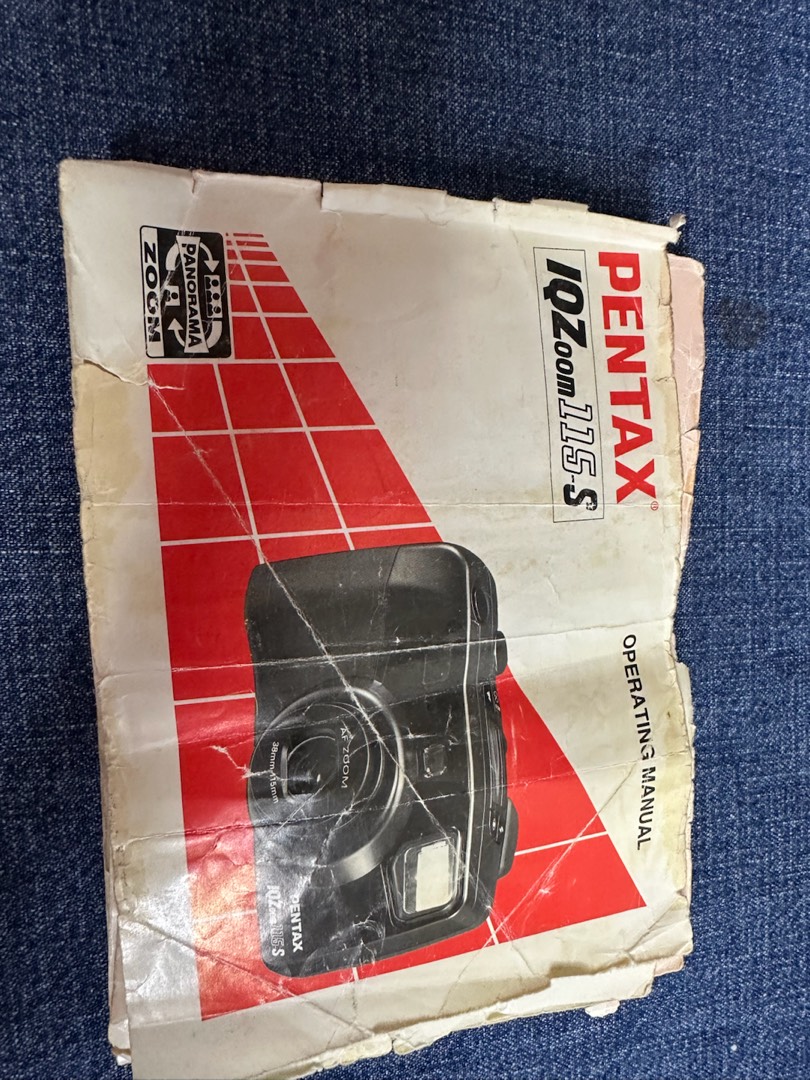 PENTAX®
IQZoom 115-S
OPERATING MANUAL
PANORAMA
ZOOM
AF ZOOM
38mm-115mm
PENTAX
IQZoom 115-S